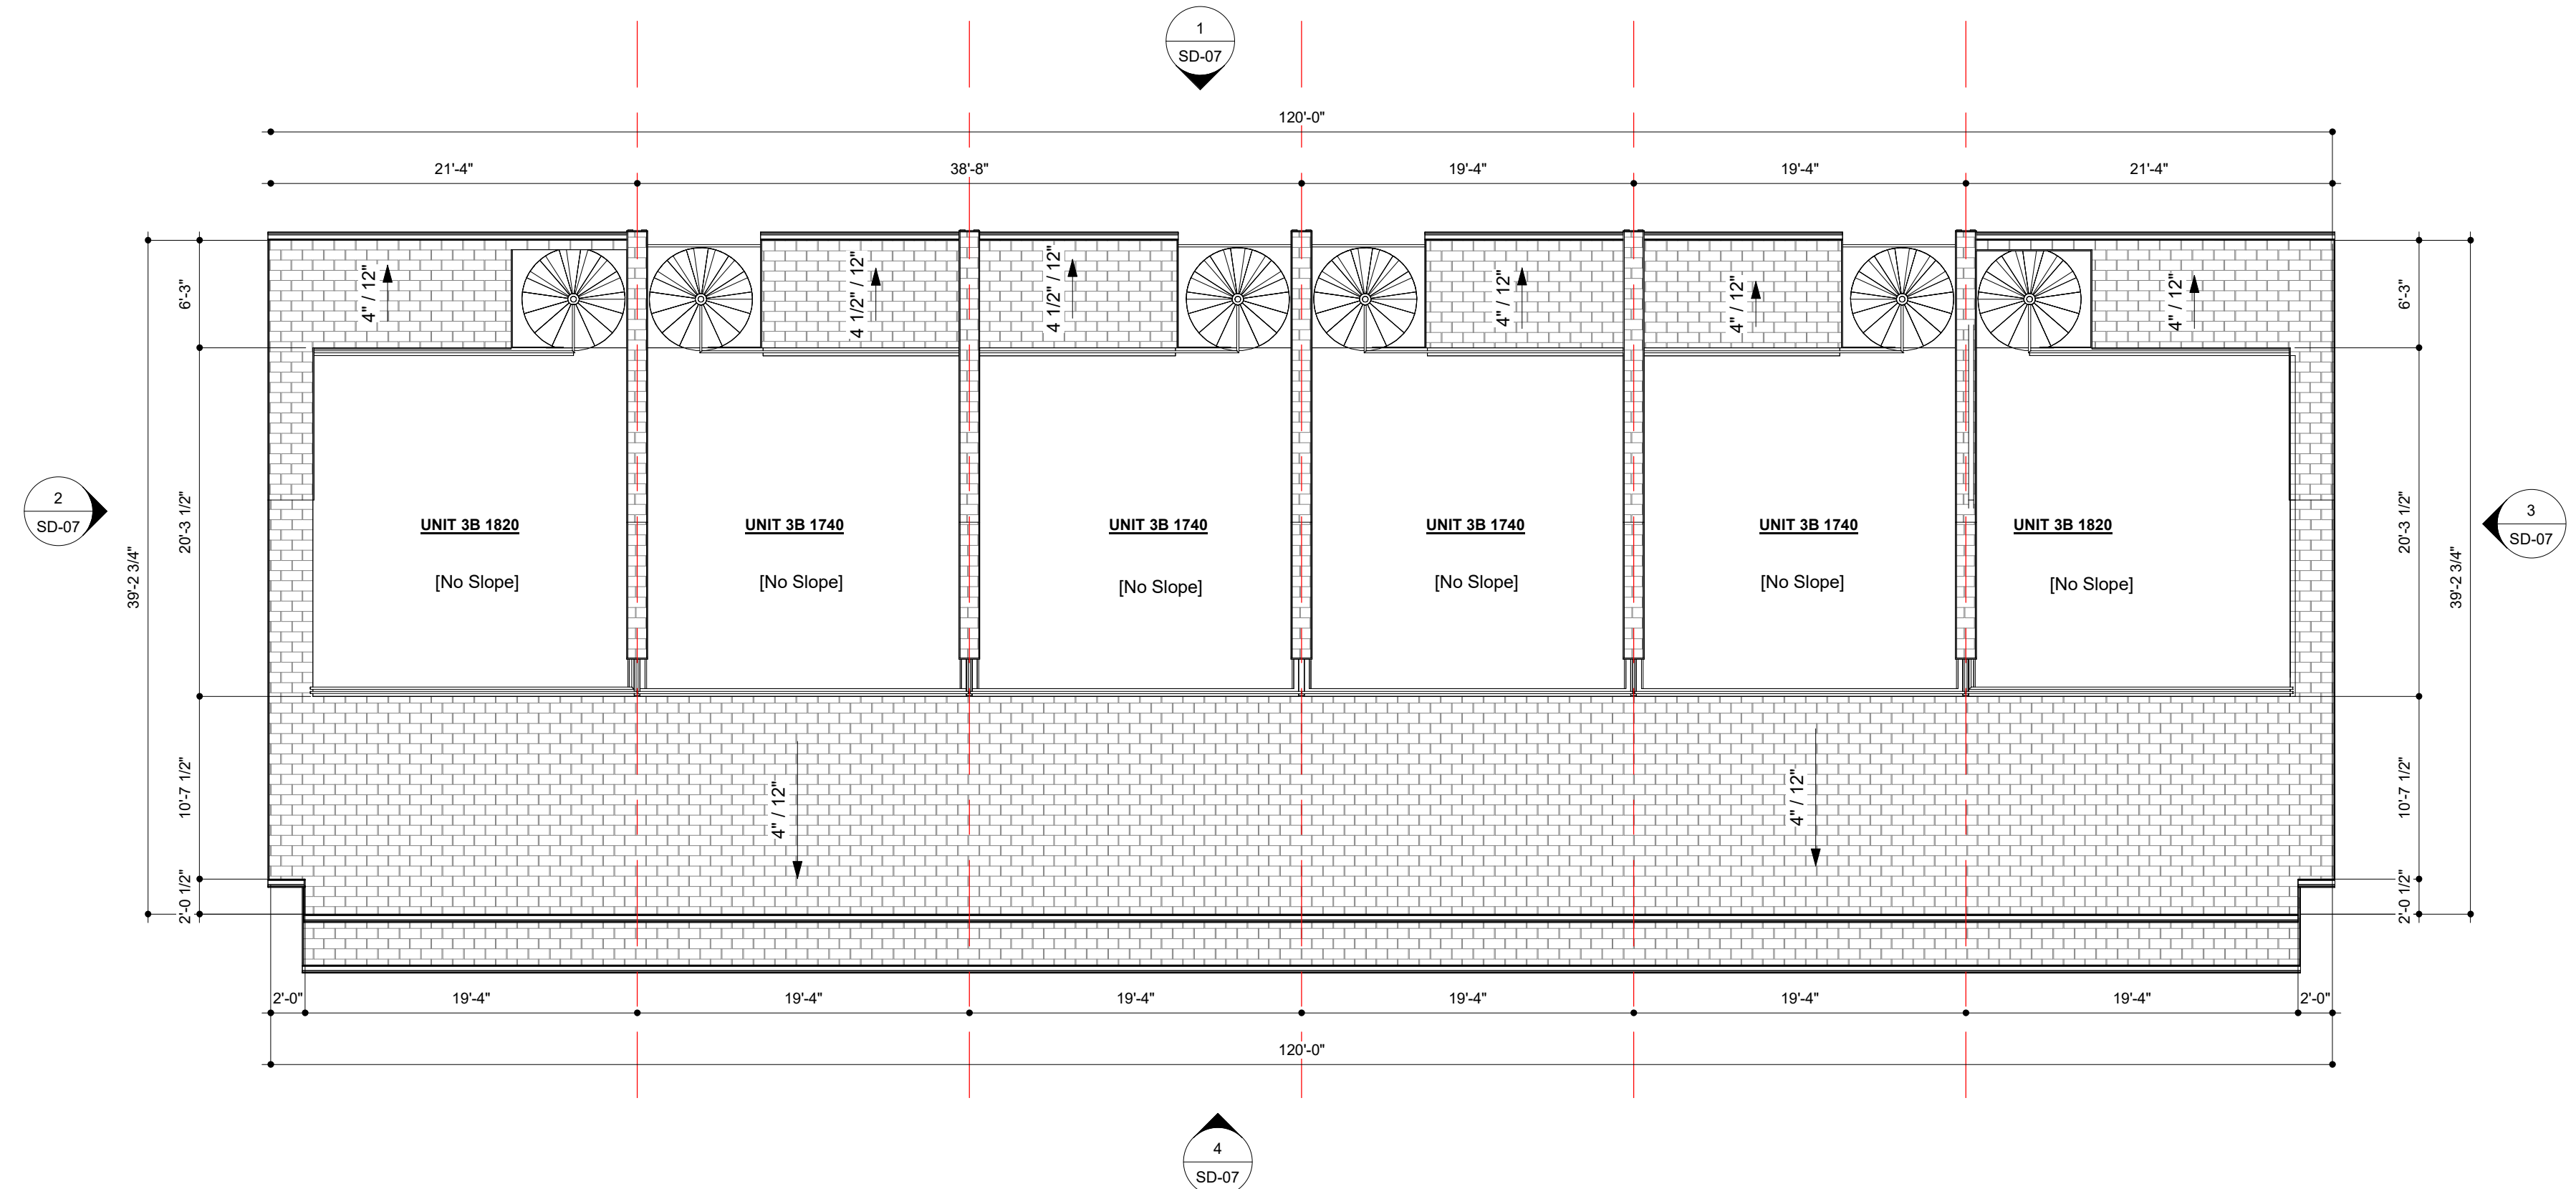 1
SD-07
120'-0"
21'-4"
38'-8"
19'-4"
19'-4"
21'-4"
6'-3"
4" / 12"
4 1/2" / 12"
4 1/2" / 12"
4" / 12"
4" / 12"
4" / 12"
6'-3"
2
SD-07
39'-2 3/4"
20'-3 1/2"
UNIT 3B 1820
UNIT 3B 1740
UNIT 3B 1740
UNIT 3B 1740
UNIT 3B 1740
UNIT 3B 1820
[No Slope]
[No Slope]
[No Slope]
[No Slope]
[No Slope]
[No Slope]
20'-3 1/2"
39'-2 3/4"
3
SD-07
10'-7 1/2"
4" / 12"
4" / 12"
10'-7 1/2"
2'-0 1/2"
2'-0 1/2"
2'-0"
19'-4"
19'-4"
19'-4"
19'-4"
19'-4"
19'-4"
2'-0"
120'-0"
4
SD-07